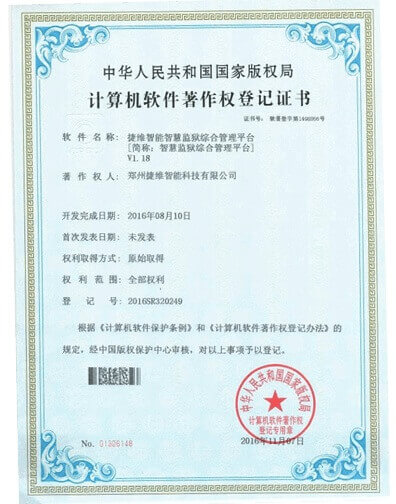 中华人民共和国国家版权局
计算机软件著作权登记证书
证书号：软著登字第1498866号
软件名称：捷维智能智慧监狱综合管理平台
[简称：智慧监狱综合管理平台]
V1.18
著作权人：郑州捷维智能科技有限公司
开发完成日期：2016年08月10日
首次发表日期：未发表
权利取得方式：原始取得
权利范围：全部权利
登记号：2016SR320249
根据《计算机软件保护条例》和《计算机软件著作权登记办法》的
规定，经中国版权保护中心审核，对以上事项予以登记。
中华人民共和国国家版权局
计算机软件著作权
登记专用章
No. 01326148
2016年11月07日